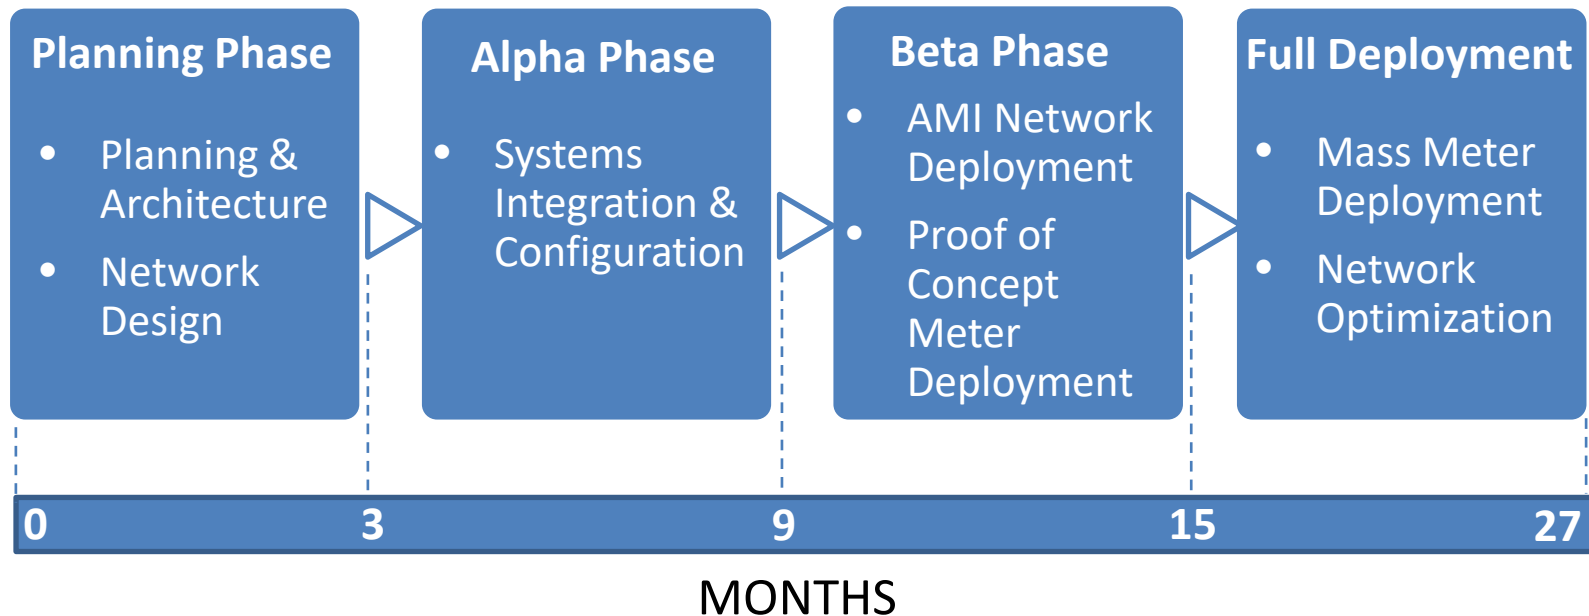 Planning Phase
• Planning &
Architecture
• Network
Design
Alpha Phase
• Systems
Integration &
Configuration
Beta Phase
• AMI Network
Deployment
• Proof of
Concept
Meter
Deployment
Full Deployment
• Mass Meter
Deployment
• Network
Optimization
0 3 9 15 27
MONTHS